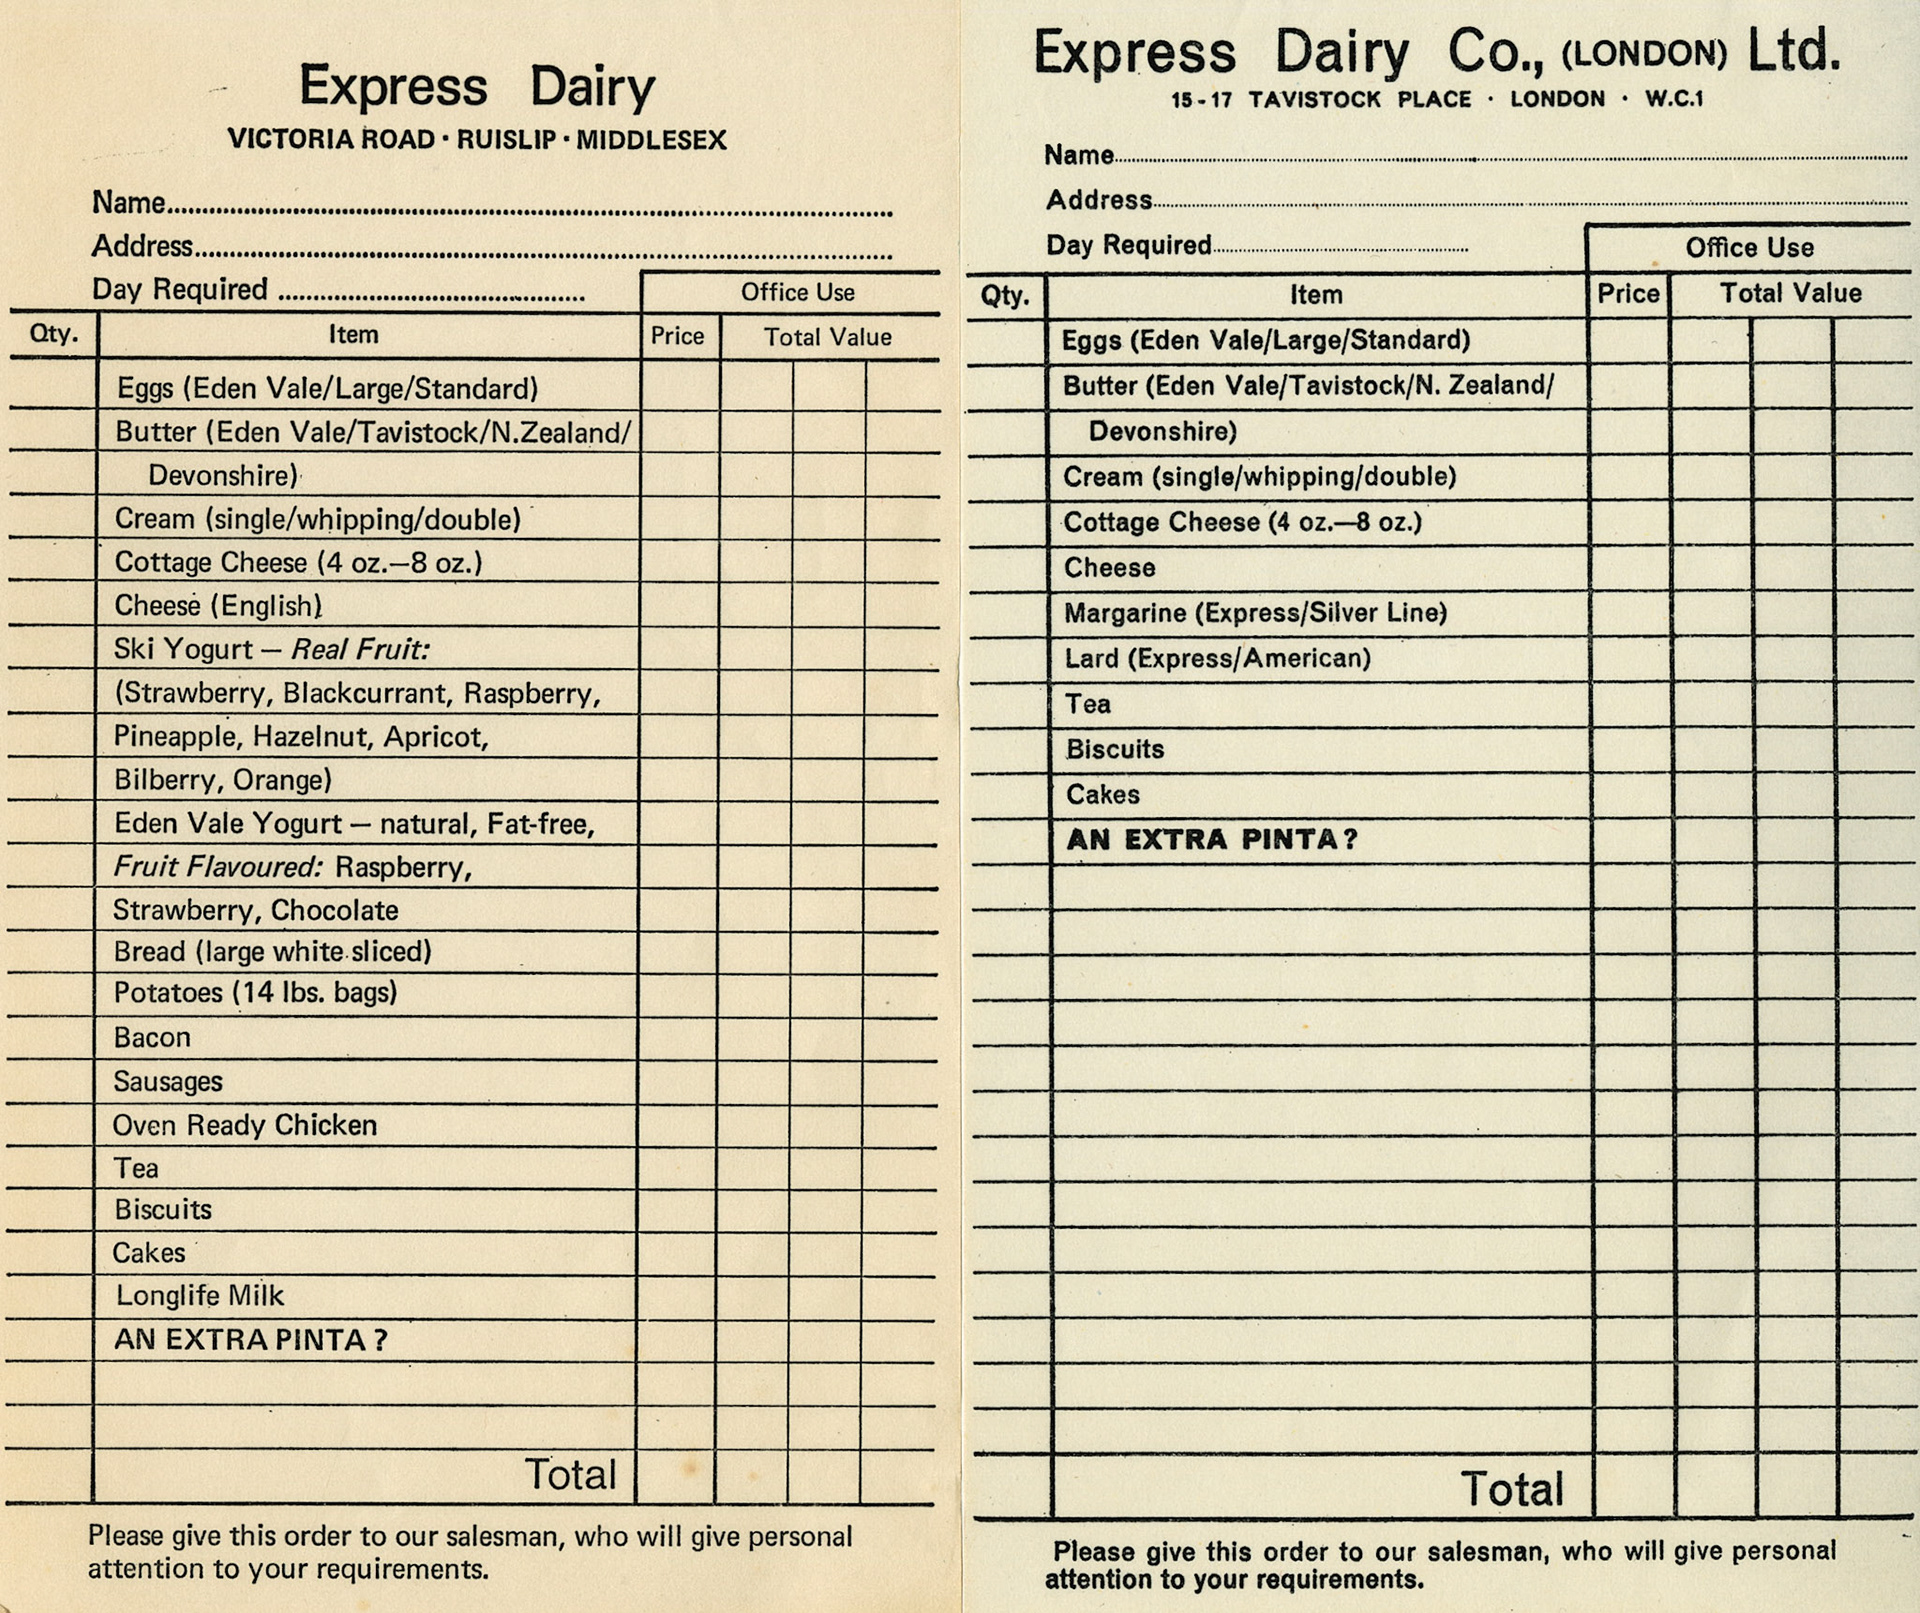 Express Dairy
VICTORIA ROAD · RUISLIP · MIDDLESEX
Name
Address
Day Required
Office Use
Qty. Item Price Total Value
Eggs (Eden Vale/Large/Standard)
Butter (Eden Vale/Tavistock/N.Zealand/
Devonshire)
Cream (single/whipping/double)
Cottage Cheese (4 oz.—8 oz.)
Cheese (English)
Ski Yogurt — Real Fruit:
(Strawberry, Blackcurrant, Raspberry,
Pineapple, Hazelnut, Apricot,
Bilberry, Orange)
Eden Vale Yogurt — natural, Fat-free,
Fruit Flavoured: Raspberry,
Strawberry, Chocolate
Bread (large white sliced)
Potatoes (14 lbs. bags)
Bacon
Sausages
Oven Ready Chicken
Tea
Biscuits
Cakes
Longlife Milk
AN EXTRA PINTA ?
Total
Please give this order to our salesman, who will give personal
attention to your requirements.
Express Dairy Co., (LONDON) Ltd.
15-17 TAVISTOCK PLACE · LONDON · W.C.1
Name
Address
Day Required
Office Use
Qty. Item Price Total Value
Eggs (Eden Vale/Large/Standard)
Butter (Eden Vale/Tavistock/N. Zealand/
Devonshire)
Cream (single/whipping/double)
Cottage Cheese (4 oz.—8 oz.)
Cheese
Margarine (Express/Silver Line)
Lard (Express/American)
Tea
Biscuits
Cakes
AN EXTRA PINTA?
Total
Please give this order to our salesman, who will give personal
attention to your requirements.